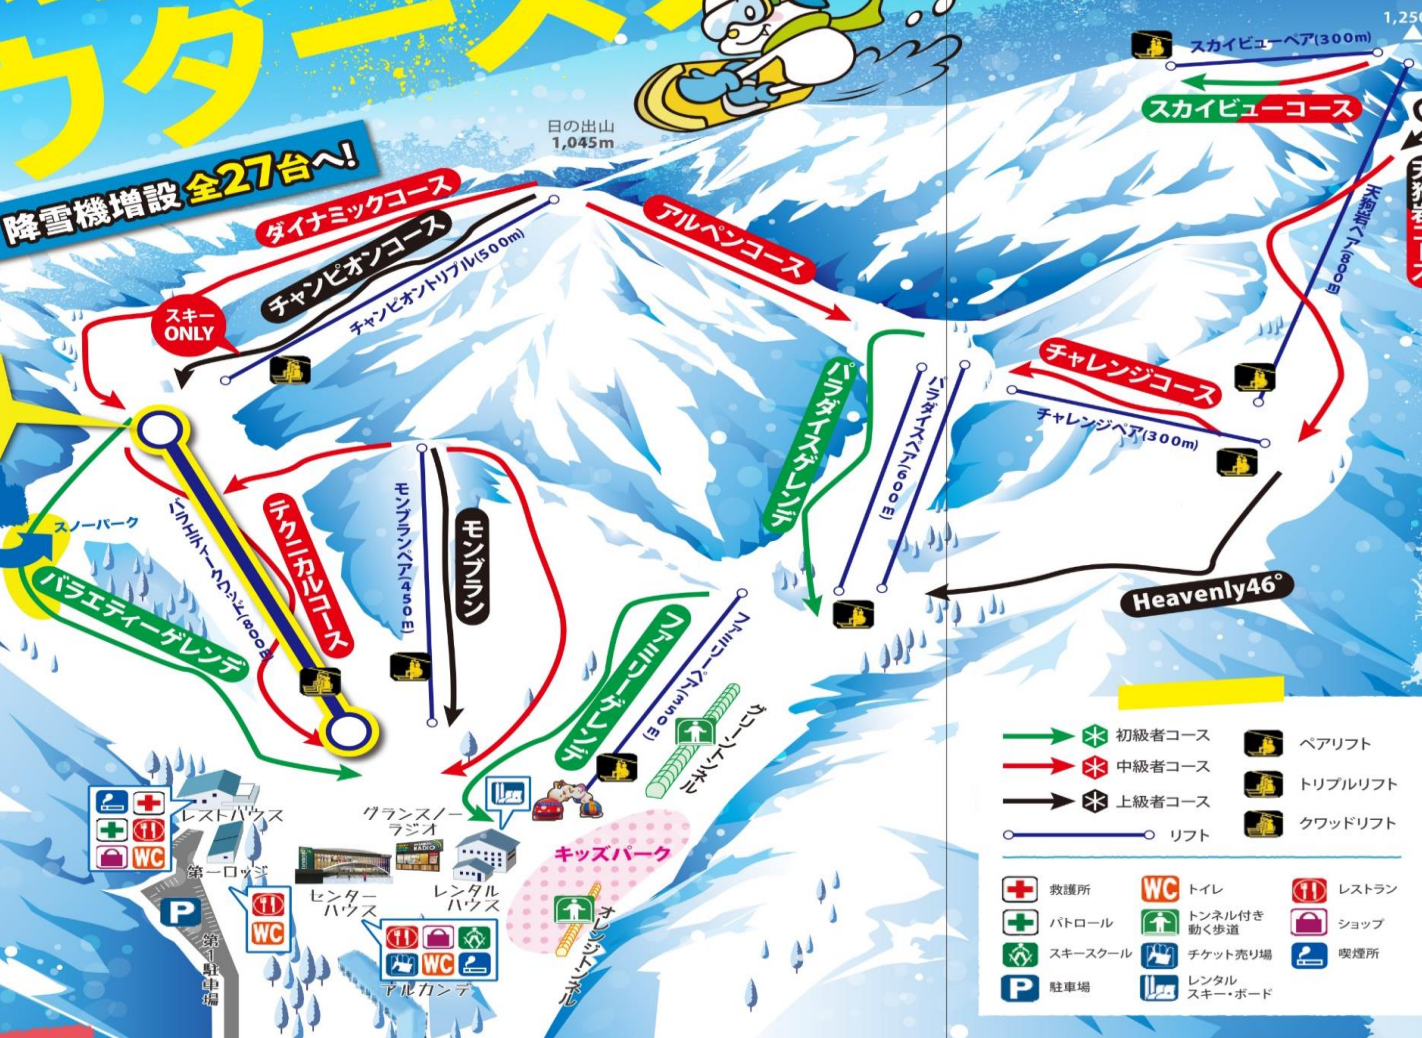 ウタースス
降雪機増設 全27台へ!
日の出山
1,045m
スカイビューペア(300m)
スカイビューコース
ダイナミックコース
チャンピオンコース
チャンピオントリプル(500m)
スキー
ONLY
アルペンコース
天狗岩ペア(800m)
天狗岩コース
チャレンジコース
チャレンジペア(300m)
パラダイスゲレンデ
パラダイスペア(600m)
スノーパーク
バラエティーゲレンデ
バラエティークワッド(800m)
テクニカルコース
モンブランペア(450m)
モンブラン
ファミリーゲレンデ
ファミリーペア(350m)
グリーントンネル
Heavenly46°
レストハウス
WC
第一ロッジ
WC
P
第1駐車場
グランスノー
ラジオ
RADIO
センター
ハウス
レンタル
ハウス
WC
アルカンデ
キッズパーク
オレンジトンネル
初級者コース
中級者コース
上級者コース
リフト
ペアリフト
トリプルリフト
クワッドリフト
救護所
WC トイレ
レストラン
パトロール
トンネル付き
動く歩道
ショップ
スキースクール
チケット売り場
喫煙所
P 駐車場
レンタル
スキー・ボード